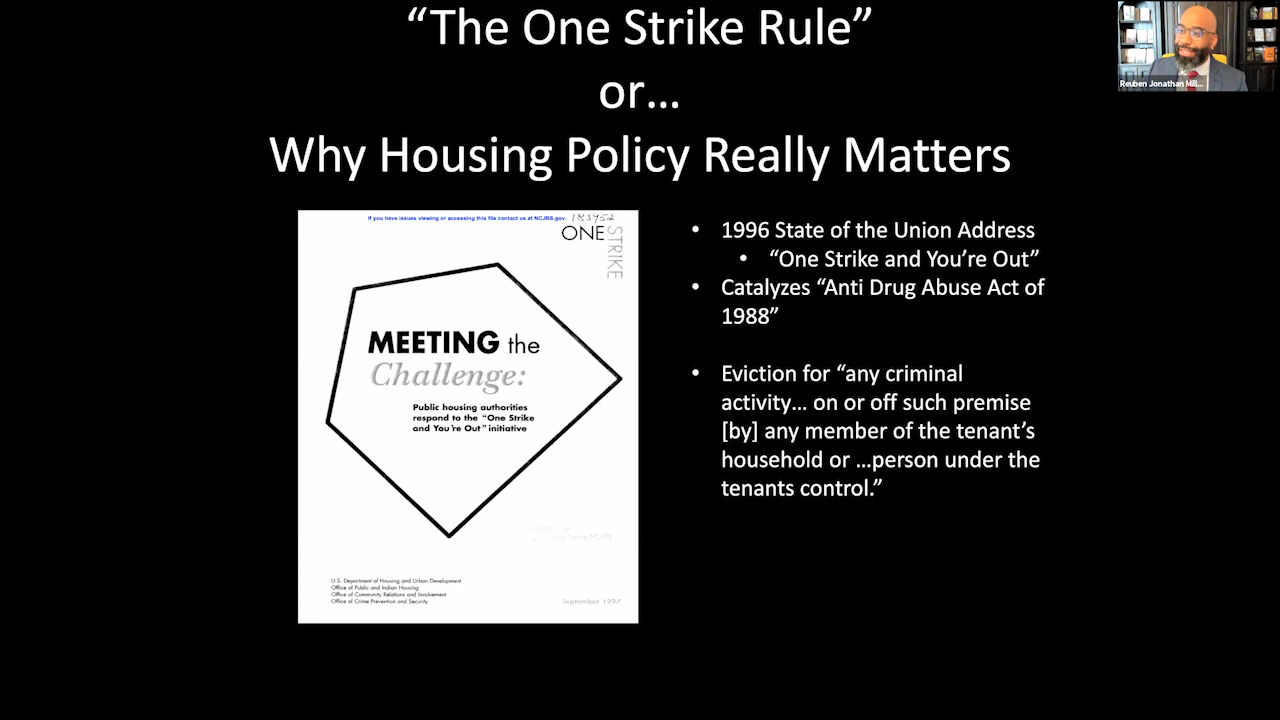 “The One Strike Rule”
or…
Why Housing Policy Really Matters
Reuben Jonathan Mil...
If you have issues viewing or accessing this file contact us at NCJRS.gov.
183952
ONE
STRIKE
MEETING the
Challenge:
Public housing authorities
respond to the “One Strike
and You’re Out” initiative
U.S. Department of Housing and Urban Development
Office of Public and Indian Housing
Office of Community Relations and Involvement
Office of Crime Prevention and Security
September 1997
• 1996 State of the Union Address
• “One Strike and You’re Out”
• Catalyzes “Anti Drug Abuse Act of
1988”
• Eviction for “any criminal
activity… on or off such premise
[by] any member of the tenant’s
household or …person under the
tenants control.”